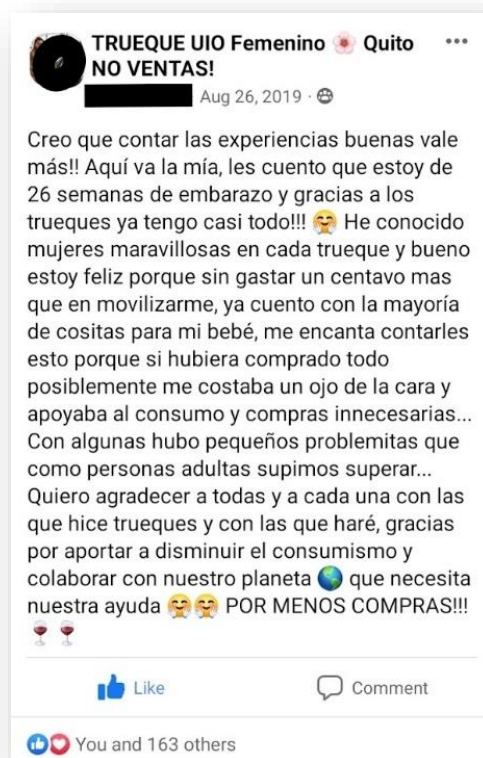 TRUEQUE UIO Femenino 🌸 Quito
NO VENTAS!
Aug 26, 2019 ·
Creo que contar las experiencias buenas vale
más!! Aquí va la mía, les cuento que estoy de
26 semanas de embarazo y gracias a los
trueques ya tengo casi todo!!! 🤗 He conocido
mujeres maravillosas en cada trueque y bueno
estoy feliz porque sin gastar un centavo mas
que en movilizarme, ya cuento con la mayoría
de cositas para mi bebé, me encanta contarles
esto porque si hubiera comprado todo
posiblemente me costaba un ojo de la cara y
apoyaba al consumo y compras innecesarias...
Con algunas hubo pequeños problemitas que
como personas adultas supimos superar...
Quiero agradecer a todas y a cada una con las
que hice trueques y con las que haré, gracias
por aportar a disminuir el consumismo y
colaborar con nuestro planeta 🌎 que necesita
nuestra ayuda 🤗🤗 POR MENOS COMPRAS!!!
🍷🍷
Like
Comment
You and 163 others